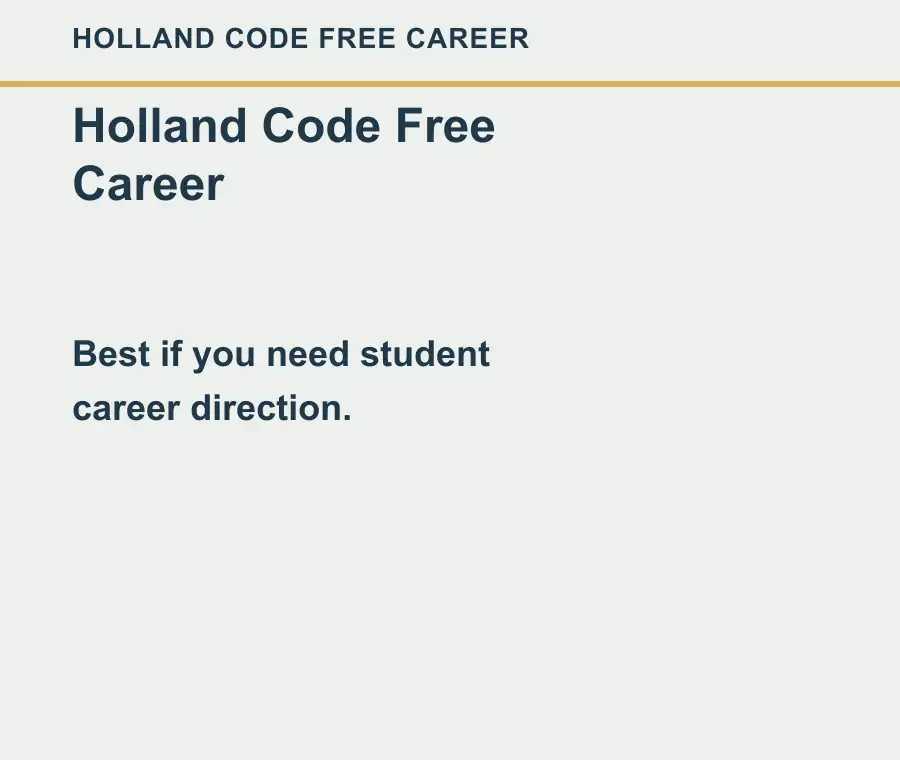 HOLLAND CODE FREE CAREER
Holland Code Free
Career
Best if you need student
career direction.